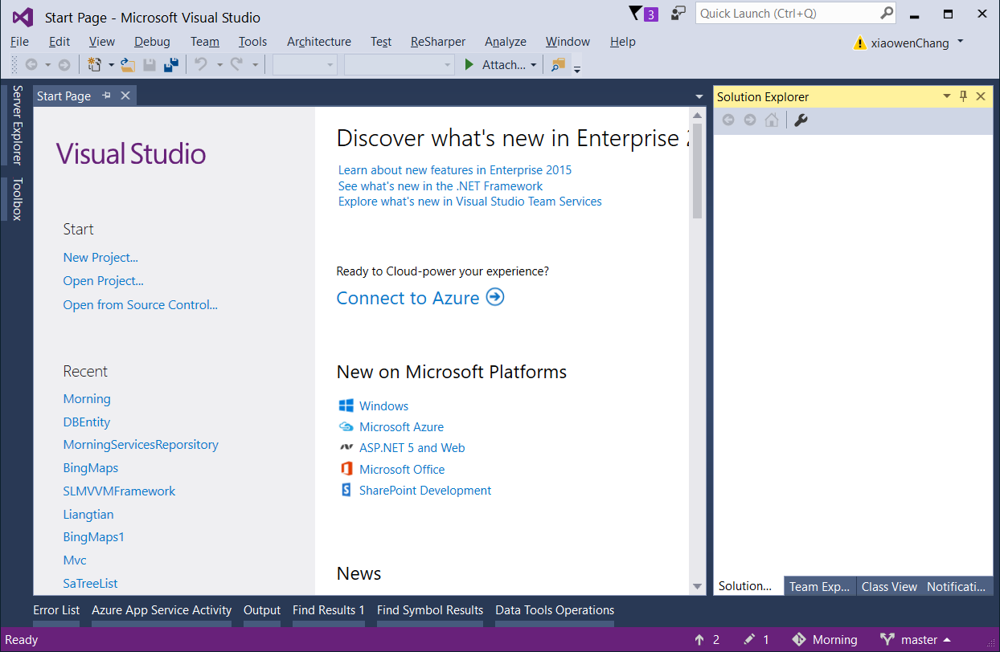 Start Page - Microsoft Visual Studio
3
Quick Launch (Ctrl+Q)
File Edit View Debug Team Tools Architecture Test ReSharper Analyze Window Help
xiaowenChang
Attach...
Server Explorer
Toolbox
Start Page
Visual Studio
Start
New Project...
Open Project...
Open from Source Control...
Recent
Morning
DBEntity
MorningServicesReporsitory
BingMaps
SLMVVMFramework
Liangtian
BingMaps1
Mvc
SaTreeList
Discover what's new in Enterprise 2
Learn about new features in Enterprise 2015
See what's new in the .NET Framework
Explore what's new in Visual Studio Team Services
Ready to Cloud-power your experience?
Connect to Azure
New on Microsoft Platforms
Windows
Microsoft Azure
ASP.NET 5 and Web
Microsoft Office
SharePoint Development
News
Solution Explorer
Solution... Team Exp... Class View Notificati...
Error List Azure App Service Activity Output Find Results 1 Find Symbol Results Data Tools Operations
Ready 2 1 Morning master